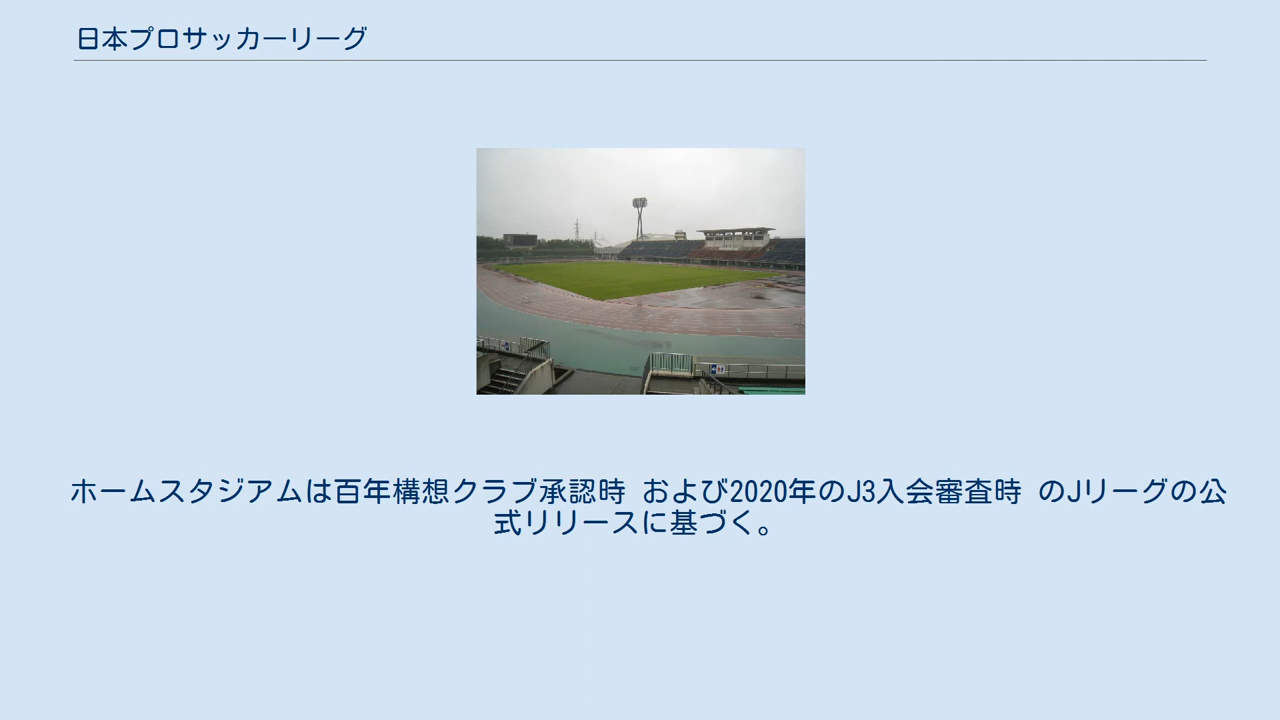 日本プロサッカーリーグ
ホームスタジアムは百年構想クラブ承認時 および2020年のJ3入会審査時 のJリーグの公
式リリースに基づく。